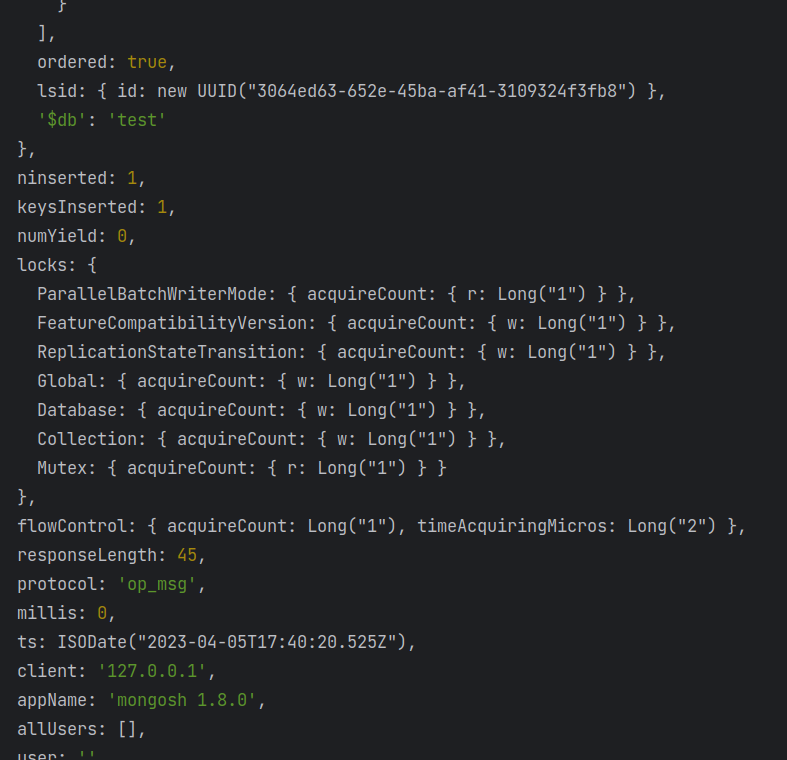 }
],
ordered: true,
lsid: { id: new UUID("3064ed63-652e-45ba-af41-3109324f3fb8") },
'$db': 'test'
},
ninserted: 1,
keysInserted: 1,
numYield: 0,
locks: {
ParallelBatchWriterMode: { acquireCount: { r: Long("1") } },
FeatureCompatibilityVersion: { acquireCount: { w: Long("1") } },
ReplicationStateTransition: { acquireCount: { w: Long("1") } },
Global: { acquireCount: { w: Long("1") } },
Database: { acquireCount: { w: Long("1") } },
Collection: { acquireCount: { w: Long("1") } },
Mutex: { acquireCount: { r: Long("1") } }
},
flowControl: { acquireCount: Long("1"), timeAcquiringMicros: Long("2") },
responseLength: 45,
protocol: 'op_msg',
millis: 0,
ts: ISODate("2023-04-05T17:40:20.525Z"),
client: '127.0.0.1',
appName: 'mongosh 1.8.0',
allUsers: [],
user: ''